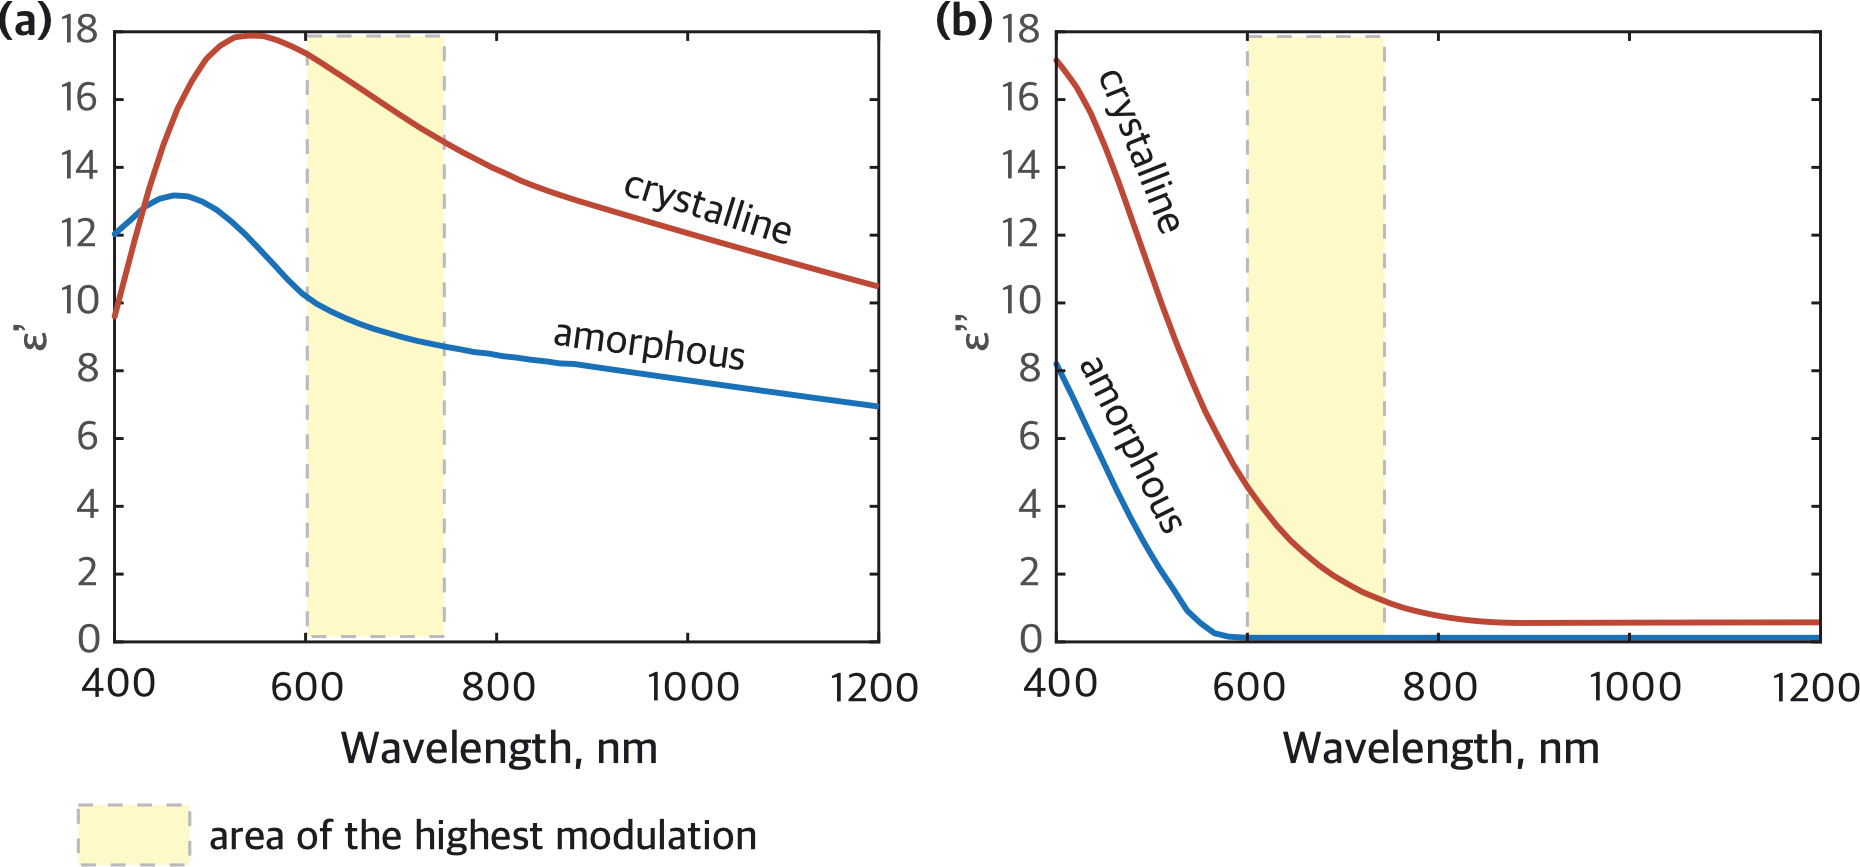 (a)
18
16
14
12
10
8
6
4
2
0
ε’
crystalline
amorphous
400 600 800 1000 1200
Wavelength, nm
(b)
18
16
14
12
10
8
6
4
2
0
ε’’
crystalline
amorphous
400 600 800 1000 1200
Wavelength, nm
area of the highest modulation